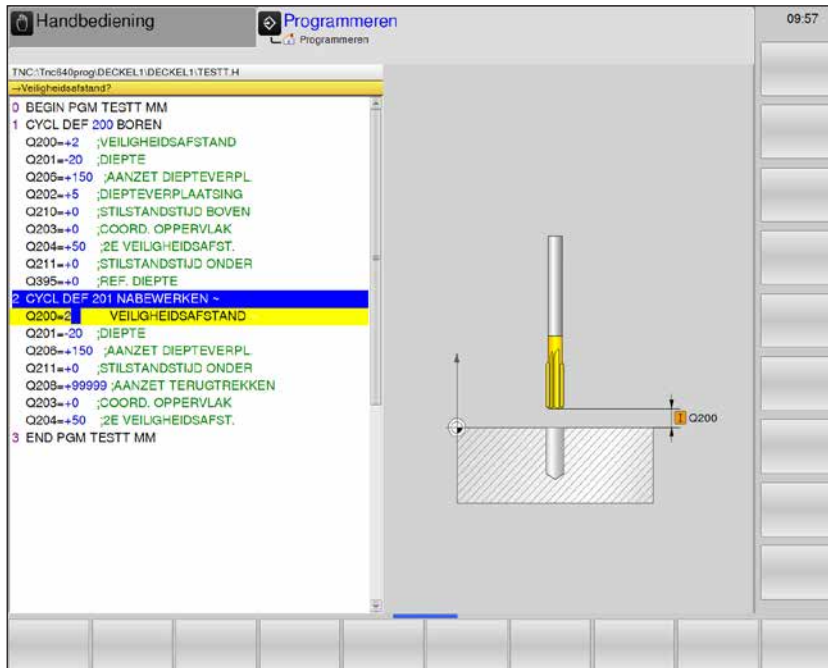 Handbediening
Programmeren
Programmeren
09:57
TNC:\Tnc640prog\DECKEL1\DECKEL1\TESTT.H
→Veiligheidsafstand?
0 BEGIN PGM TESTT MM
1 CYCL DEF 200 BOREN
Q200=+2 ;VEILIGHEIDSAFSTAND
Q201=-20 ;DIEPTE
Q206=+150 ;AANZET DIEPTEVERPL.
Q202=+5 ;DIEPTEVERPLAATSING
Q210=+0 ;STILSTANDSTIJD BOVEN
Q203=+0 ;COORD. OPPERVLAK
Q204=+50 ;2E VEILIGHEIDSAFST.
Q211=+0 ;STILSTANDSTIJD ONDER
Q395=+0 ;REF. DIEPTE
2 CYCL DEF 201 NABEWERKEN ~
Q200=2 VEILIGHEIDSAFSTAND
Q201=-20 ;DIEPTE
Q206=+150 ;AANZET DIEPTEVERPL.
Q211=+0 ;STILSTANDSTIJD ONDER
Q208=+99999 ;AANZET TERUGTREKKEN
Q203=+0 ;COORD. OPPERVLAK
Q204=+50 ;2E VEILIGHEIDSAFST.
3 END PGM TESTT MM
I Q200